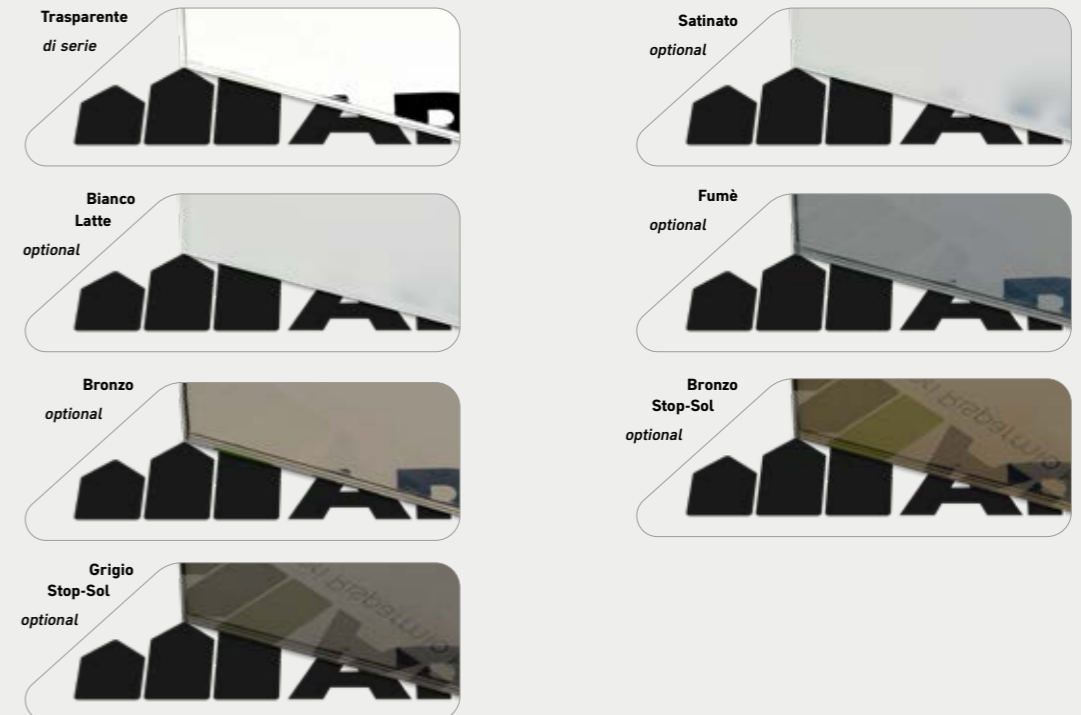 Trasparente
di serie
Satinato
optional
Bianco
Latte
optional
Fumè
optional
Bronzo
optional
Bronzo
Stop-Sol
optional
Grigio
Stop-Sol
optional